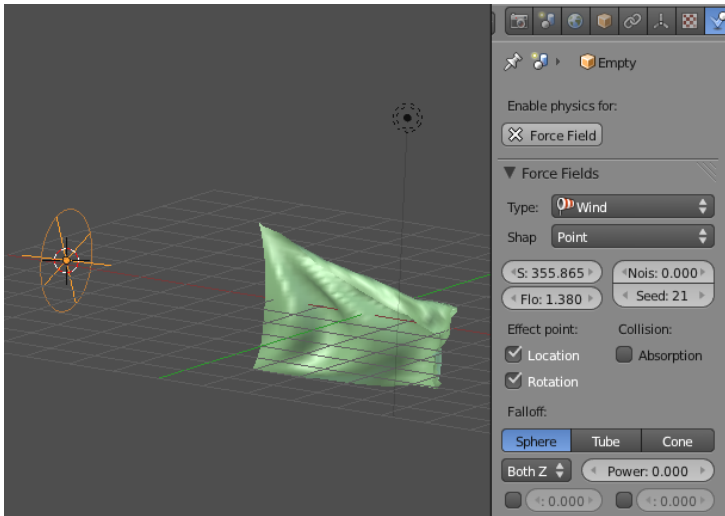 Empty
Enable physics for:
Force Field
Force Fields
Type: Wind
Shap Point
S: 355.865 Nois: 0.000
Flo: 1.380 Seed: 21
Effect point: Collision:
Location Absorption
Rotation
Falloff:
Sphere Tube Cone
Both Z Power: 0.000
: 0.000 : 0.000